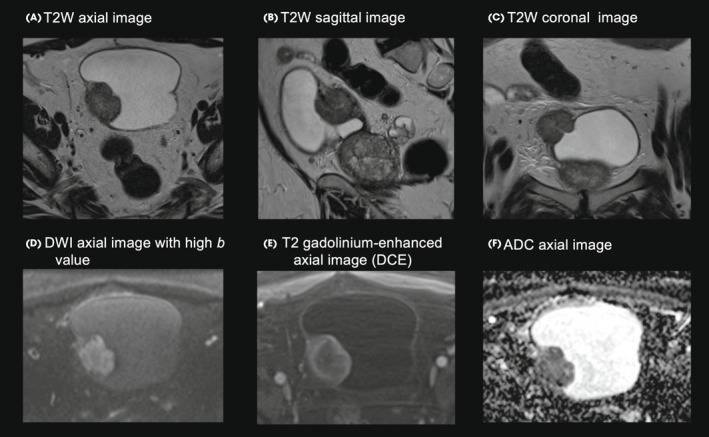 (A) T2W axial image
(B) T2W sagittal image
(C) T2W coronal image
(D) DWI axial image with high b
value
(E) T2 gadolinium-enhanced
axial image (DCE)
(F) ADC axial image